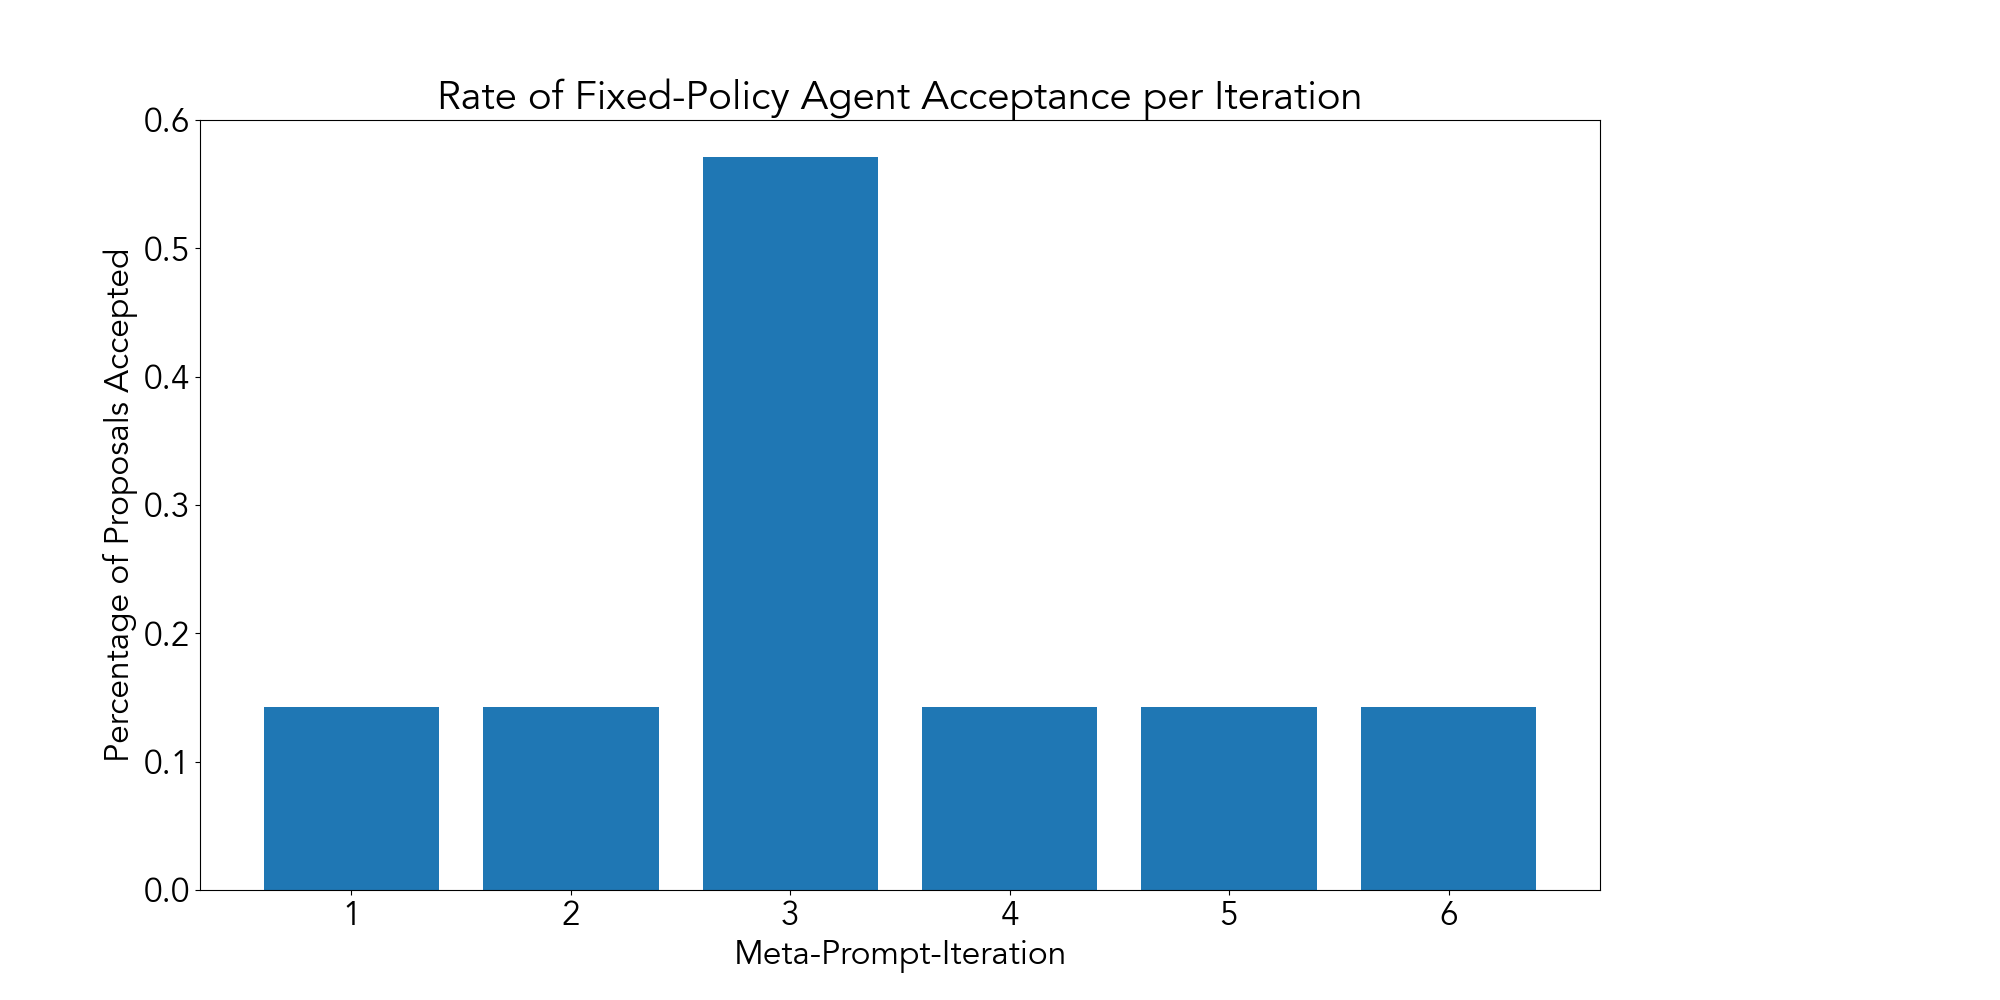 Rate of Fixed-Policy Agent Acceptance per Iteration
Percentage of Proposals Accepted
0.6
0.5
0.4
0.3
0.2
0.1
0.0
1 2 3 4 5 6
Meta-Prompt-Iteration